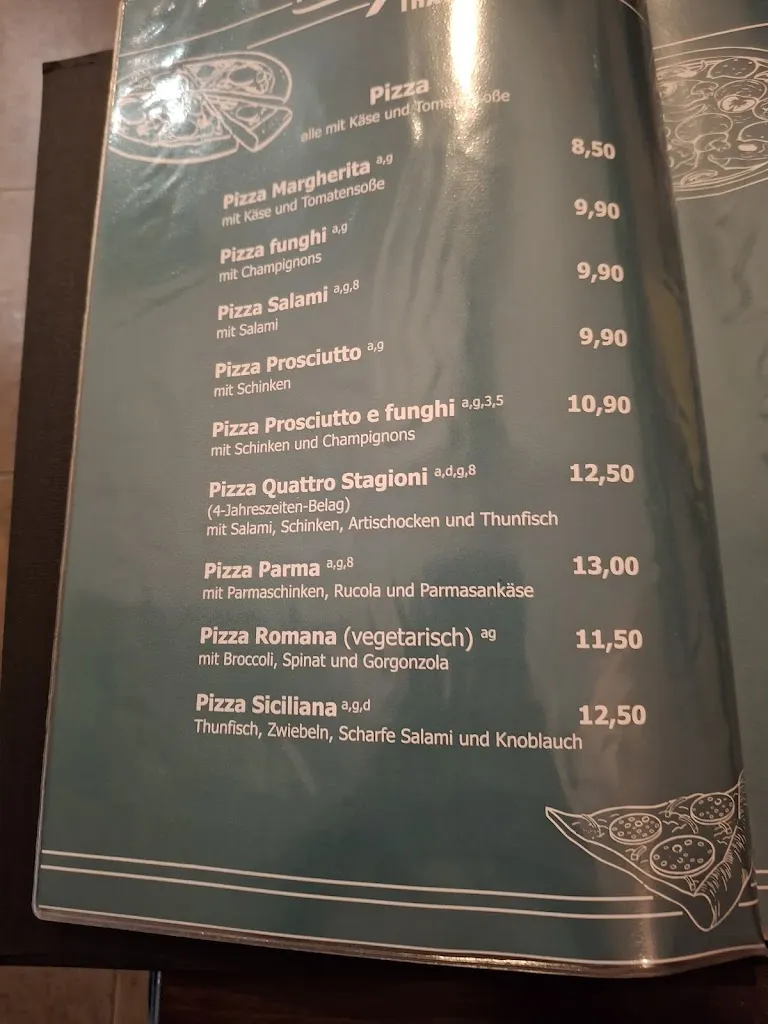 Pizza
alle mit Käse und Tomatensoße
Pizza Margherita a,g 8,50
mit Käse und Tomatensoße
Pizza funghi a,g 9,90
mit Champignons
Pizza Salami a,g,8 9,90
mit Salami
Pizza Prosciutto a,g 9,90
mit Schinken
Pizza Prosciutto e funghi a,g,3,5 10,90
mit Schinken und Champignons
Pizza Quattro Stagioni a,d,g,8 12,50
(4-Jahreszeiten-Belag)
mit Salami, Schinken, Artischocken und Thunfisch
Pizza Parma a,g,8 13,00
mit Parmaschinken, Rucola und Parmasankäse
Pizza Romana (vegetarisch) ag 11,50
mit Broccoli, Spinat und Gorgonzola
Pizza Siciliana a,g,d 12,50
Thunfisch, Zwiebeln, Scharfe Salami und Knoblauch